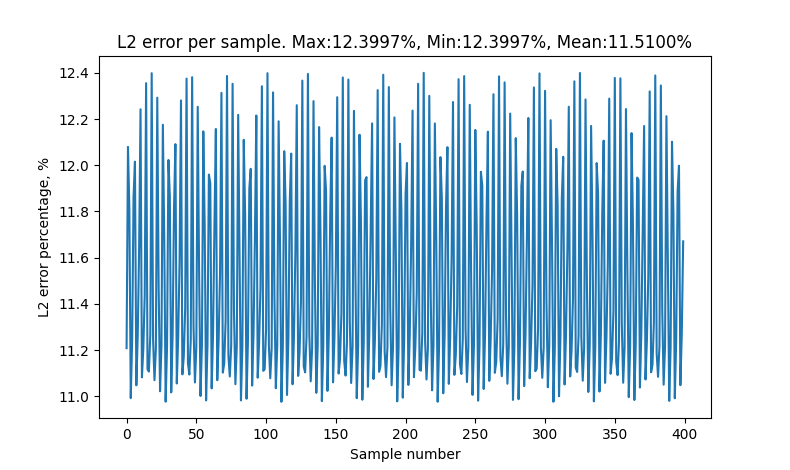 L2 error per sample. Max:12.3997%, Min:12.3997%, Mean:11.5100%
L2 error percentage, %
12.4
12.2
12.0
11.8
11.6
11.4
11.2
11.0
0 50 100 150 200 250 300 350 400
Sample number